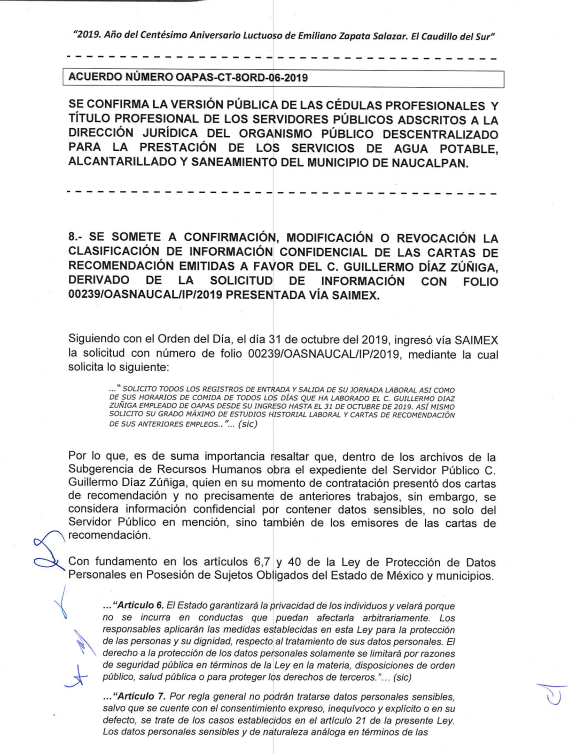 “2019. Año del Centésimo Aniversario Luctuoso de Emiliano Zapata Salazar. El Caudillo del Sur”
ACUERDO NÚMERO OAPAS-CT-8ORD-06-2019
SE CONFIRMA LA VERSIÓN PÚBLICA DE LAS CÉDULAS PROFESIONALES Y
TÍTULO PROFESIONAL DE LOS SERVIDORES PÚBLICOS ADSCRITOS A LA
DIRECCIÓN JURÍDICA DEL ORGANISMO PÚBLICO DESCENTRALIZADO
PARA LA PRESTACIÓN DE LOS SERVICIOS DE AGUA POTABLE,
ALCANTARILLADO Y SANEAMIENTO DEL MUNICIPIO DE NAUCALPAN.
8.- SE SOMETE A CONFIRMACIÓN, MODIFICACIÓN O REVOCACIÓN LA
CLASIFICACIÓN DE INFORMACIÓN CONFIDENCIAL DE LAS CARTAS DE
RECOMENDACIÓN EMITIDAS A FAVOR DEL C. GUILLERMO DÍAZ ZÚÑIGA,
DERIVADO DE LA SOLICITUD DE INFORMACIÓN CON FOLIO
00239/OASNAUCAL/IP/2019 PRESENTADA VÍA SAIMEX.
Siguiendo con el Orden del Día, el día 31 de octubre del 2019, ingresó vía SAIMEX
la solicitud con número de folio 00239/OASNAUCAL/IP/2019, mediante la cual
solicita lo siguiente:
...“ SOLICITO TODOS LOS REGISTROS DE ENTRADA Y SALIDA DE SU JORNADA LABORAL ASI COMO
DE SUS HORARIOS DE COMIDA DE TODOS LOS DÍAS QUE HA LABORADO EL C. GUILLERMO DIAZ
ZUÑIGA EMPLEADO DE OAPAS DESDE SU INGRESO HASTA EL 31 DE OCTUBRE DE 2019. ASÍ MISMO
SOLICITO SU GRADO MÁXIMO DE ESTUDIOS HISTORIAL LABORAL Y CARTAS DE RECOMENDACIÓN
DE SUS ANTERIORES EMPLEOS..”... (sic)
Por lo que, es de suma importancia resaltar que, dentro de los archivos de la
Subgerencia de Recursos Humanos obra el expediente del Servidor Público C.
Guillermo Díaz Zúñiga, quien en su momento de contratación presentó dos cartas
de recomendación y no precisamente de anteriores trabajos, sin embargo, se
considera información confidencial por contener datos sensibles, no solo del
Servidor Público en mención, sino también de los emisores de las cartas de
recomendación.
Con fundamento en los artículos 6,7 y 40 de la Ley de Protección de Datos
Personales en Posesión de Sujetos Obligados del Estado de México y municipios.
...“Artículo 6. El Estado garantizará la privacidad de los individuos y velará porque
no se incurra en conductas que puedan afectarla arbitrariamente. Los
responsables aplicarán las medidas establecidas en esta Ley para la protección
de las personas y su dignidad, respecto al tratamiento de sus datos personales. El
derecho a la protección de los datos personales solamente se limitará por razones
de seguridad pública en términos de la Ley en la materia, disposiciones de orden
público, salud pública o para proteger los derechos de terceros.”... (sic)
...“Artículo 7. Por regla general no podrán tratarse datos personales sensibles,
salvo que se cuente con el consentimiento expreso, inequívoco y explícito o en su
defecto, se trate de los casos establecidos en el artículo 21 de la presente Ley.
Los datos personales sensibles y de naturaleza análoga en términos de las